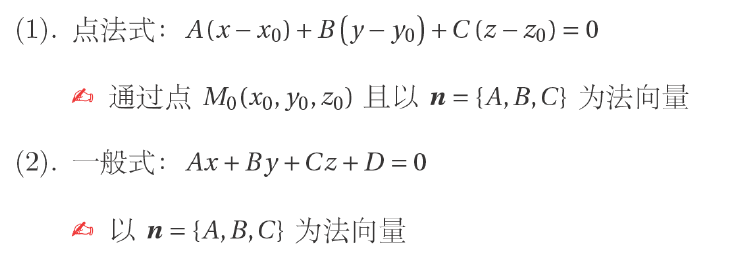 (1). 点法式: A(x − x₀) + B(y − y₀) + C(z − z₀) = 0
✍ 通过点 M₀(x₀, y₀, z₀) 且以 n = {A, B, C} 为法向量
(2). 一般式: Ax + By + Cz + D = 0
✍ 以 n = {A, B, C} 为法向量